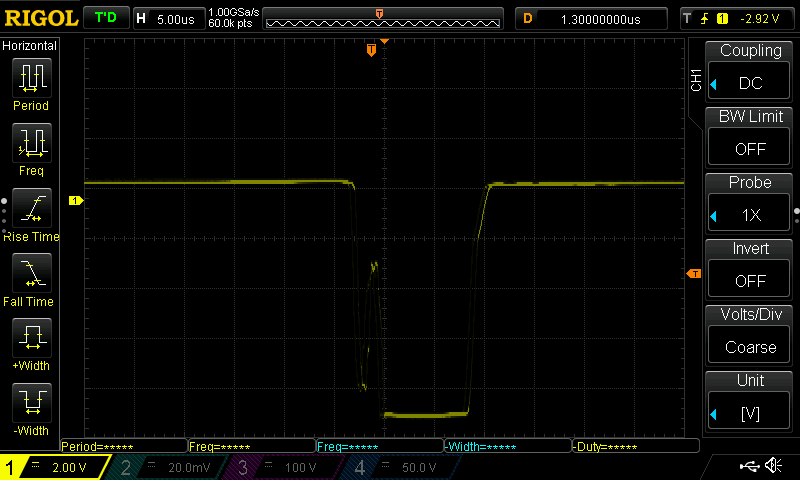 RIGOL T'D H 5.00us 1.00GSa/s D 1.30000000us T 1 -2.92 V
60.0k pts
T
Horizontal
Period
Freq
Rise Time
Fall Time
+Width
-Width
T
1
T
CH1
Coupling
DC
BW Limit
OFF
Probe
1X
Invert
OFF
Volts/Div
Coarse
Unit
[V]
Period=***** Freq=***** Freq=***** -Width=***** -Duty=*****
1 2.00 V 2 20.0mV 3 100 V 4 50.0 V